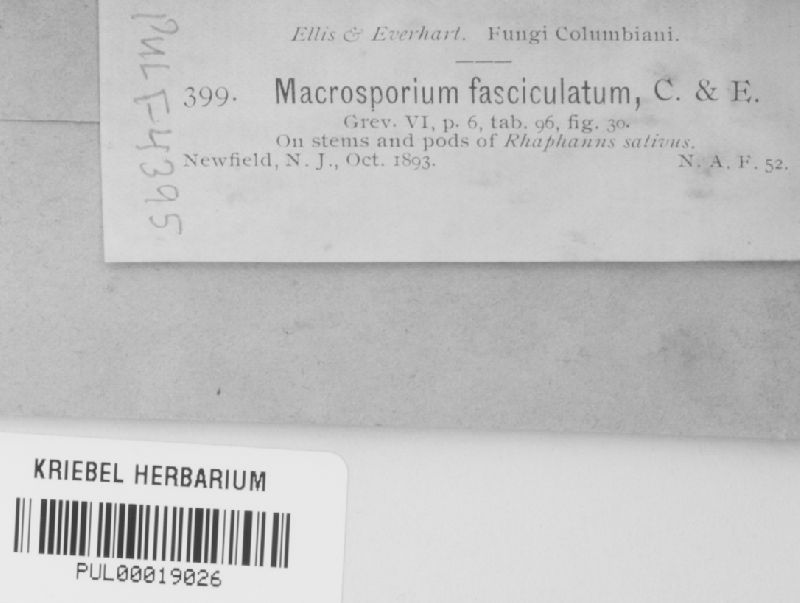 Ellis & Everhart. Fungi Columbiani.
399. Macrosporium fasciculatum, C. & E.
Grev. VI, p. 6, tab. 96, fig. 30.
On stems and pods of Rhaphanns sativus.
Newfield, N. J., Oct. 1893. N. A. F. 52.
PUL F-4395
KRIEBEL HERBARIUM
PUL00019026